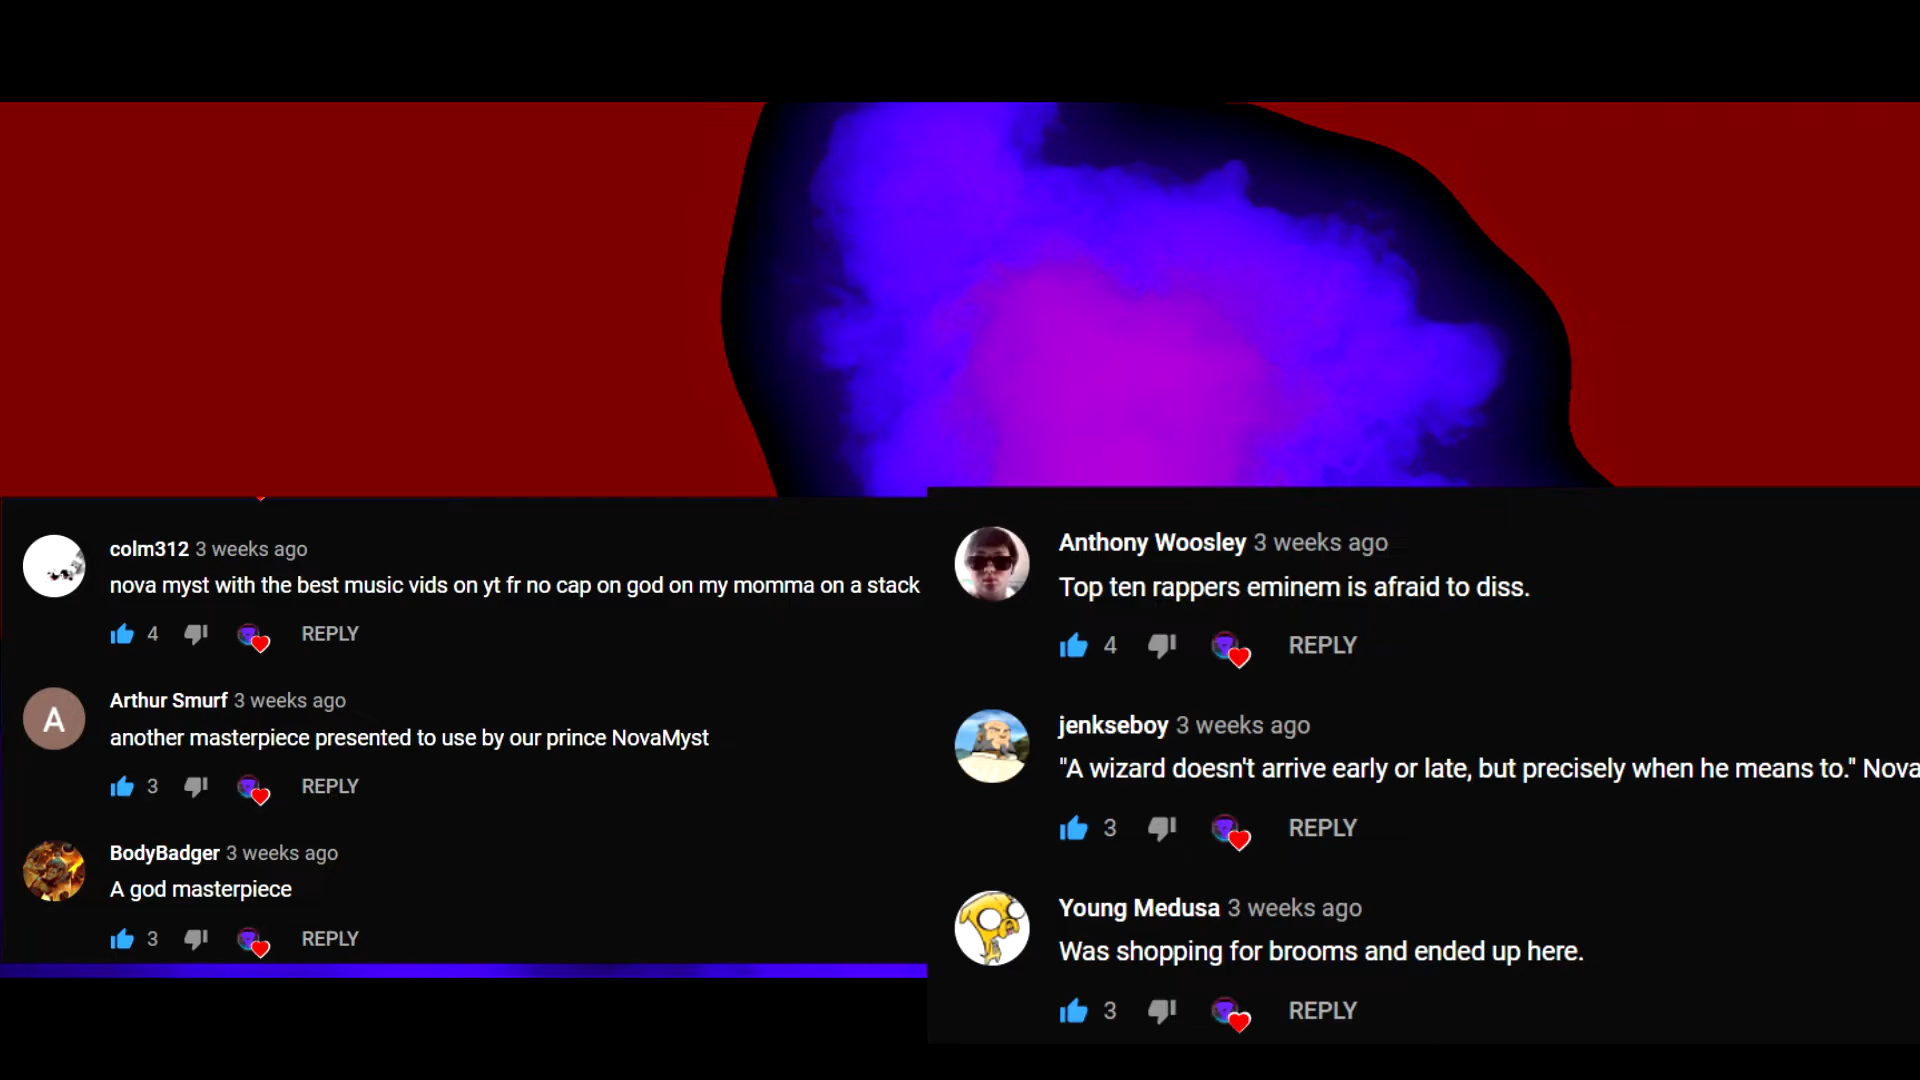 colm312 3 weeks ago
nova myst with the best music vids on yt fr no cap on god on my momma on a stack
4 REPLY
A
Arthur Smurf 3 weeks ago
another masterpiece presented to use by our prince NovaMyst
3 REPLY
BodyBadger 3 weeks ago
A god masterpiece
3 REPLY
Anthony Woosley 3 weeks ago
Top ten rappers eminem is afraid to diss.
4 REPLY
jenkseboy 3 weeks ago
"A wizard doesn't arrive early or late, but precisely when he means to." Nova
3 REPLY
Young Medusa 3 weeks ago
Was shopping for brooms and ended up here.
3 REPLY